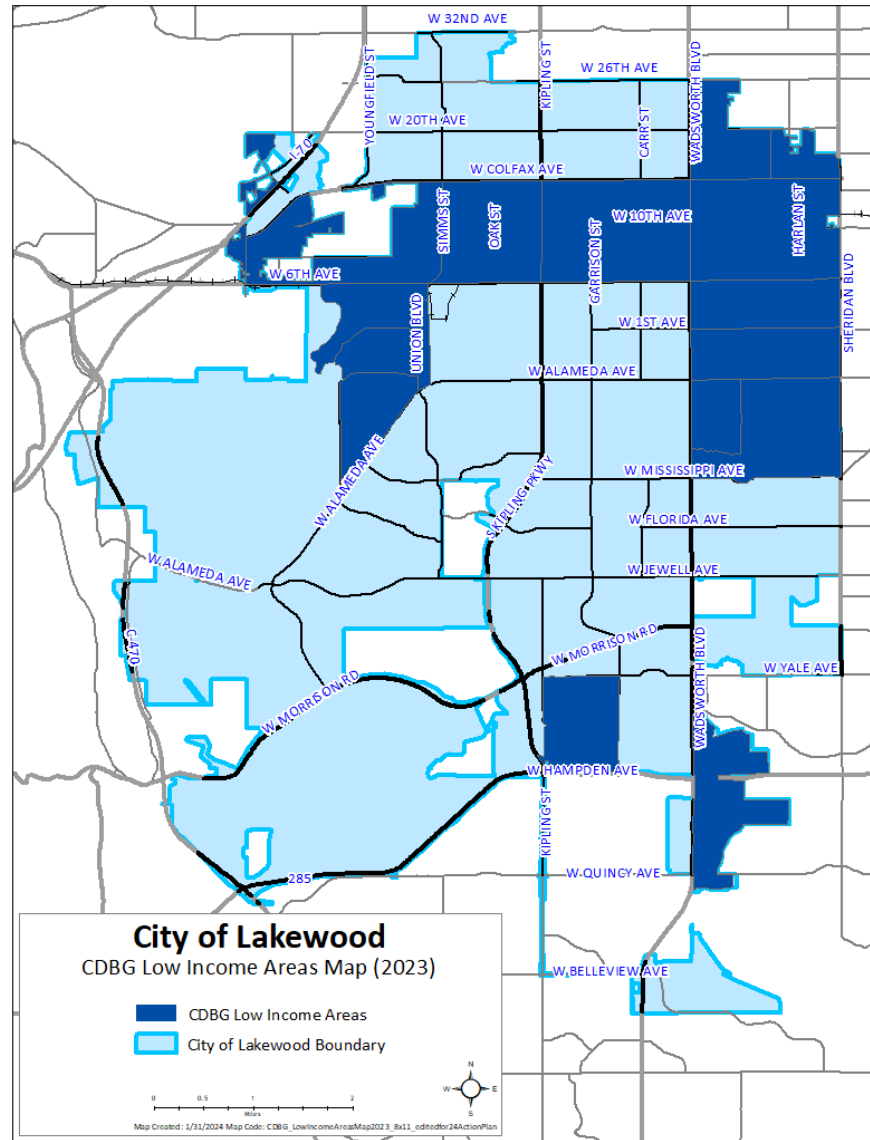 W 32ND AVE
YOUNGFIELD ST
KIPLING ST
W 26TH AVE
WADSWORTH BLVD
W 20TH AVE
CARR ST
I-70
W COLFAX AVE
SIMMS ST
OAK ST
W 10TH AVE
HARLAN ST
GARRISON ST
W 6TH AVE
SHERIDAN BLVD
W 1ST AVE
UNION BLVD
W ALAMEDA AVE
W ALAMEDA AVE
W MISSISSIPPI AVE
S KIPLING PKWY
W FLORIDA AVE
W ALAMEDA AVE
W JEWELL AVE
C-470
W MORRISON RD
W MORRISON RD
W YALE AVE
WADSWORTH BLVD
W HAMPDEN AVE
KIPLING ST
285
W QUINCY AVE
W BELLEVIEW AVE
City of Lakewood
CDBG Low Income Areas Map (2023)
CDBG Low Income Areas
City of Lakewood Boundary
N
W E
S
0 0.5 1 2
Miles
Map Created : 1/31/2024 Map Code: CDBG_LowIncomeAreasMap2023_8x11_editedfor24ActionPlan